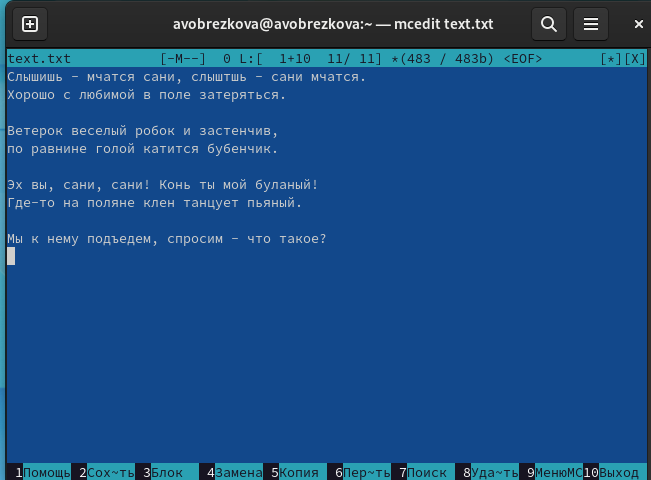 avobrezkova@avobrezkova:~ — mcedit text.txt
text.txt [-M--] 0 L:[ 1+10 11/ 11] *(483 / 483b) <EOF> [*][X]
Слышишь - мчатся сани, слыштшь - сани мчатся.
Хорошо с любимой в поле затеряться.
Ветерок веселый робок и застенчив,
по равнине голой катится бубенчик.
Эх вы, сани, сани! Конь ты мой буланый!
Где-то на поляне клен танцует пьяный.
Мы к нему подъедем, спросим - что такое?
1Помощь 2Сох~ть 3Блок 4Замена 5Копия 6Пер~ть 7Поиск 8Уда~ть 9МенюMC 10Выход